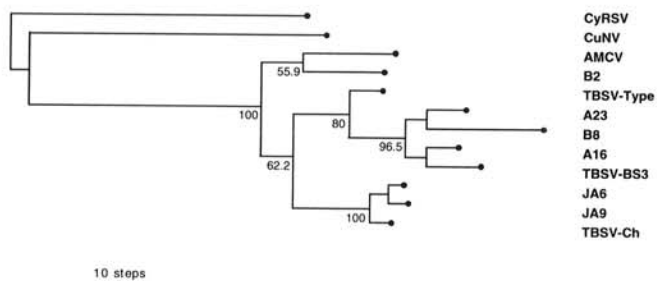 CyRSV
CuNV
AMCV
55.9
B2
TBSV-Type
100
A23
80
B8
96.5
A16
62.2
TBSV-BS3
JA6
JA9
100
TBSV-Ch
10 steps